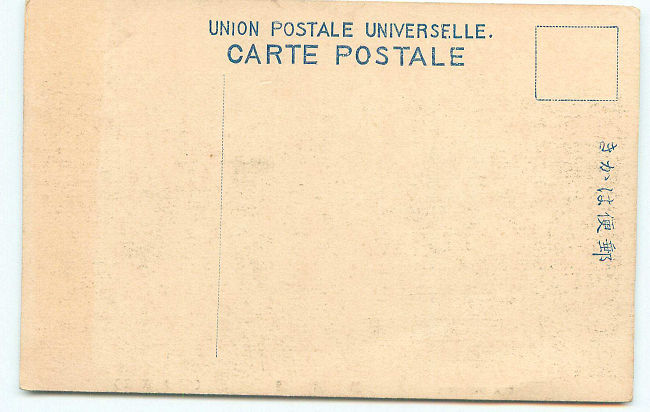 UNION POSTALE UNIVERSELLE.
CARTE POSTALE
郵便はかき